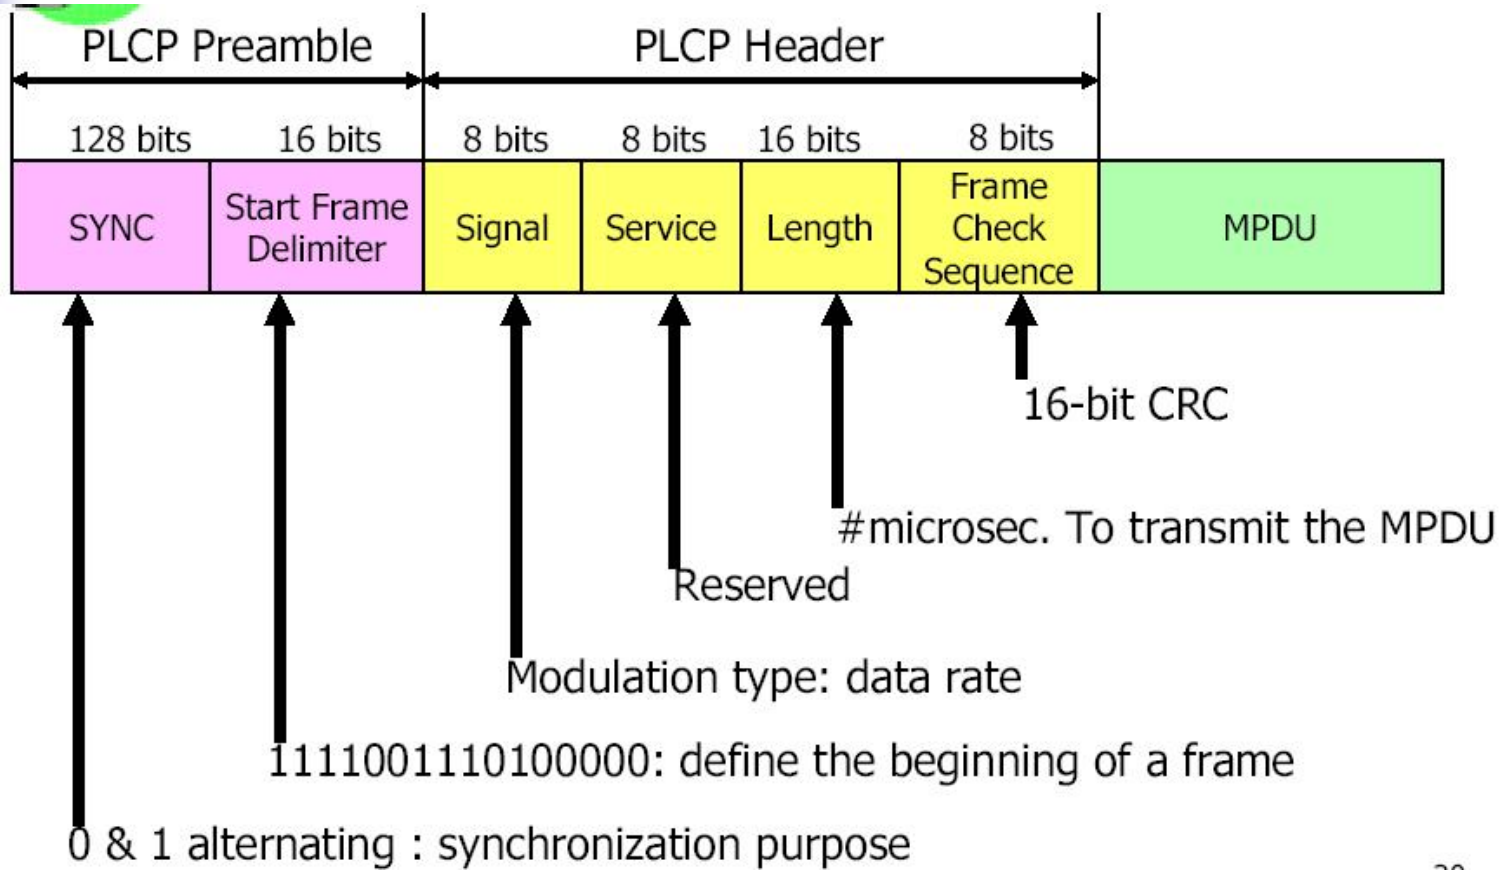 PLCP Preamble PLCP Header
128 bits 16 bits 8 bits 8 bits 16 bits 8 bits
SYNC
Start Frame
Delimiter
Signal
Service
Length
Frame
Check
Sequence
MPDU
16-bit CRC
#microsec. To transmit the MPDU
Reserved
Modulation type: data rate
1111001110100000: define the beginning of a frame
0 & 1 alternating : synchronization purpose